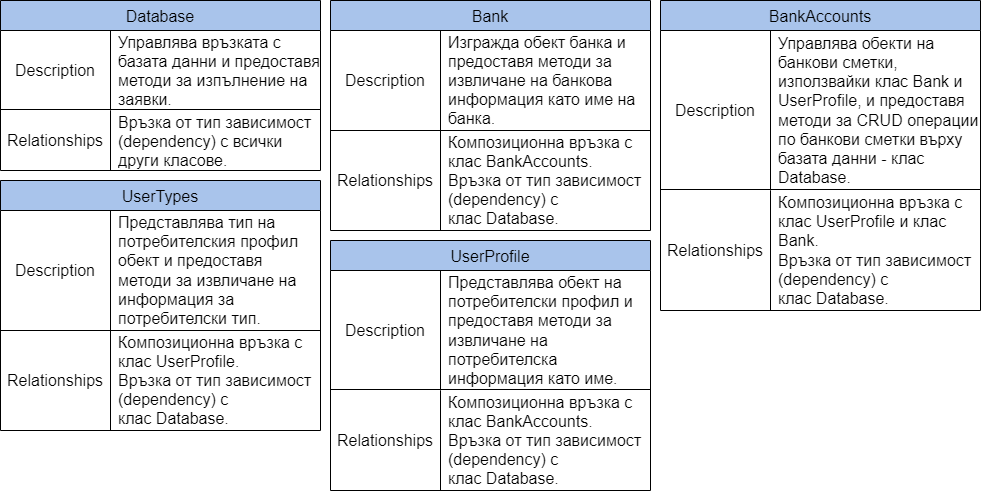 Database
Description
Управлява връзката с
базата данни и предоставя
методи за изпълнение на
заявки.
Relationships
Връзка от тип зависимост
(dependency) с всички
други класове.
UserTypes
Description
Представлява тип на
потребителския профил
обект и предоставя
методи за извличане на
информация за
потребителски тип.
Relationships
Композиционна връзка с
клас UserProfile.
Връзка от тип зависимост
(dependency) с
клас Database.
Bank
Description
Изгражда обект банка и
предоставя методи за
извличане на банкова
информация като име на
банка.
Relationships
Композиционна връзка с
клас BankAccounts.
Връзка от тип зависимост
(dependency) с
клас Database.
UserProfile
Description
Представлява обект на
потребителски профил и
предоставя методи за
извличане на
потребителска
информация като име.
Relationships
Композиционна връзка с
клас BankAccounts.
Връзка от тип зависимост
(dependency) с
клас Database.
BankAccounts
Description
Управлява обекти на
банкови сметки,
използвайки клас Bank и
UserProfile, и предоставя
методи за CRUD операции
по банкови сметки върху
базата данни - клас
Database.
Relationships
Композиционна връзка с
клас UserProfile и клас
Bank.
Връзка от тип зависимост
(dependency) с
клас Database.